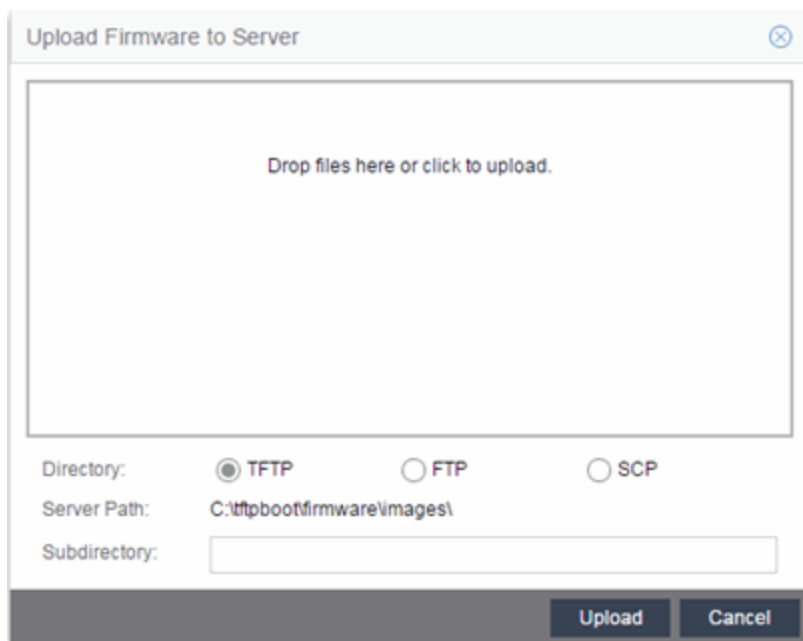 Upload Firmware to Server
Drop files here or click to upload.
Directory: TFTP FTP SCP
Server Path: C:\tftpboot\firmware\images\
Subdirectory:
Upload Cancel